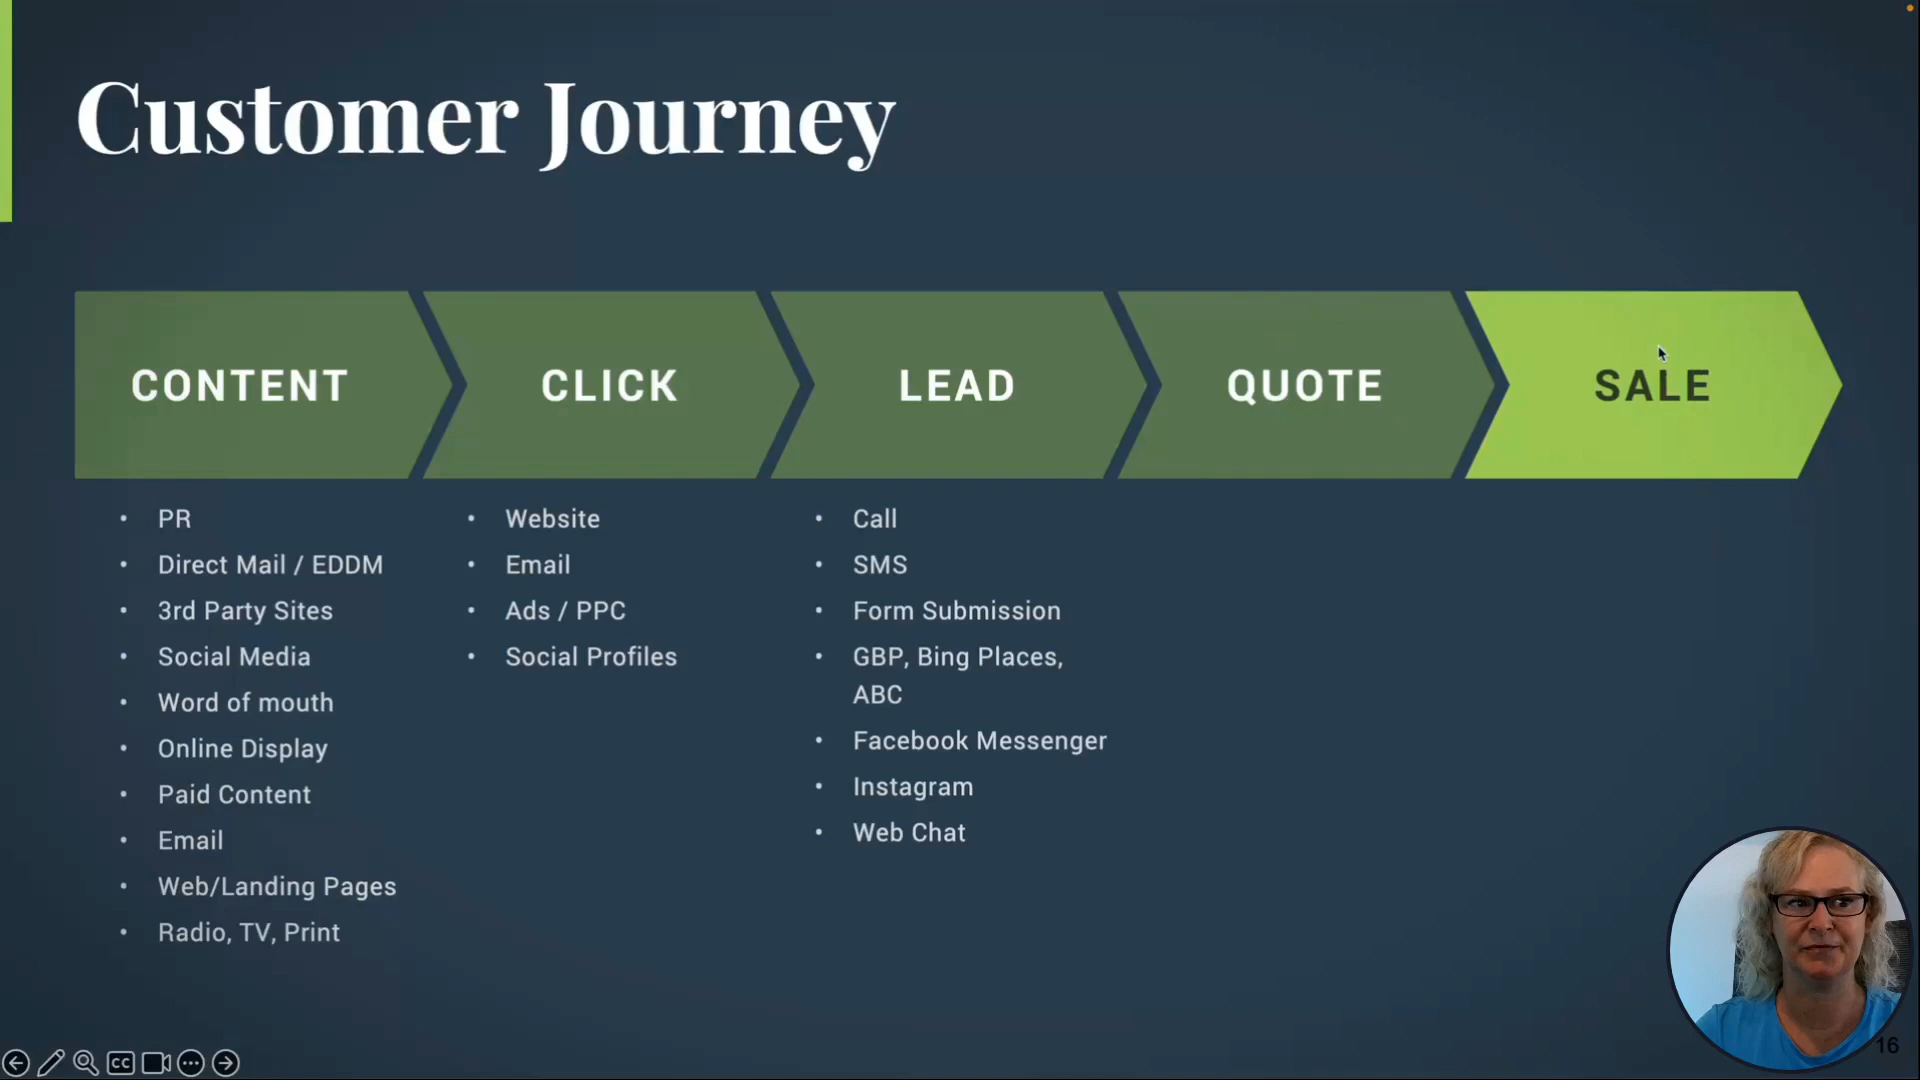 Customer Journey
CONTENT
CLICK
LEAD
QUOTE
SALE
• PR
• Direct Mail / EDDM
• 3rd Party Sites
• Social Media
• Word of mouth
• Online Display
• Paid Content
• Email
• Web/Landing Pages
• Radio, TV, Print
• Website
• Email
• Ads / PPC
• Social Profiles
• Call
• SMS
• Form Submission
• GBP, Bing Places,
ABC
• Facebook Messenger
• Instagram
• Web Chat
CC
16